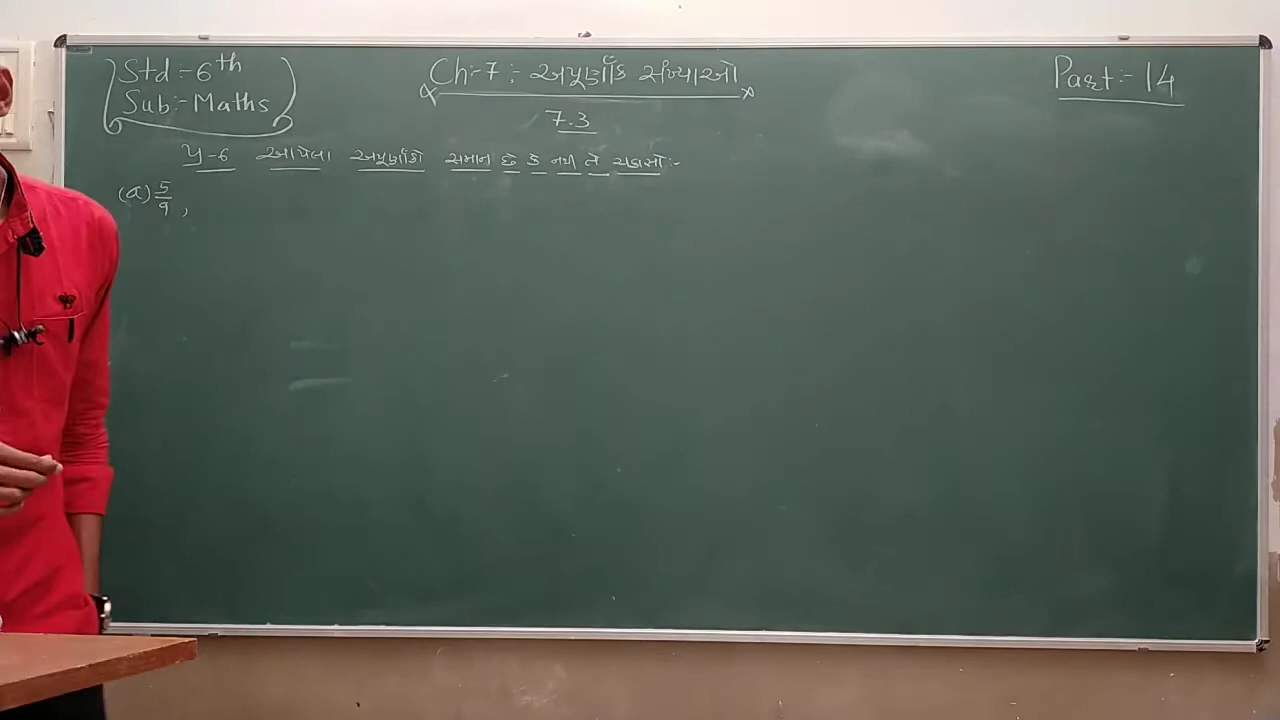 Std :- 6th
Sub :- Maths
Ch:- 7 : અપૂર્ણાંક સંખ્યાઓ
Part:- 14
7.3
પ્ર-6 આપેલા અપૂર્ણાંકો સમાન છે કે નથી તે ચકાસો:-
(a) 5/9 ,